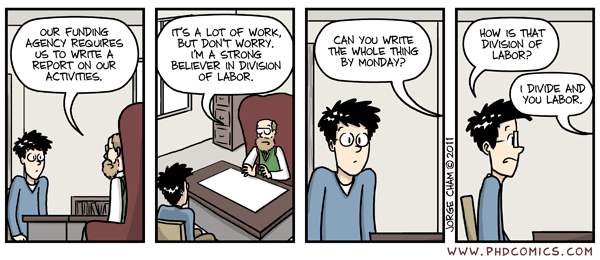 OUR FUNDING
AGENCY REQUIRES
US TO WRITE A
REPORT ON OUR
ACTIVITIES.
IT'S A LOT OF WORK,
BUT DON'T WORRY.
I'M A STRONG
BELIEVER IN DIVISION
OF LABOR.
CAN YOU WRITE
THE WHOLE THING
BY MONDAY?
JORGE CHAM © 2011
HOW IS THAT
DIVISION OF
LABOR?
I DIVIDE AND
YOU LABOR.
WWW.PHDCOMICS.COM